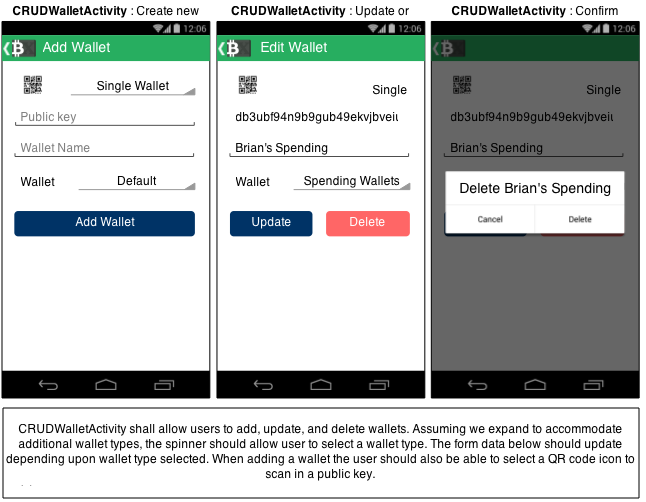 CRUDWalletActivity : Create new
CRUDWalletActivity : Update or
CRUDWalletActivity : Confirm
12:06
Add Wallet
Single Wallet
Public key
Wallet Name
Wallet
Default
Add Wallet
12:06
Edit Wallet
Single
db3ubf94n9b9gub49ekvjbveiu
Brian's Spending
Wallet
Spending Wallets
Update
Delete
12:06
Single
db3ubf94n9b9gub49ekvjbveiu
Brian's Spending
Delete Brian's Spending
Cancel
Delete
CRUDWalletActivity shall allow users to add, update, and delete wallets. Assuming we expand to accommodate
additional wallet types, the spinner should allow user to select a wallet type. The form data below should update
depending upon wallet type selected. When adding a wallet the user should also be able to select a QR code icon to
scan in a public key.